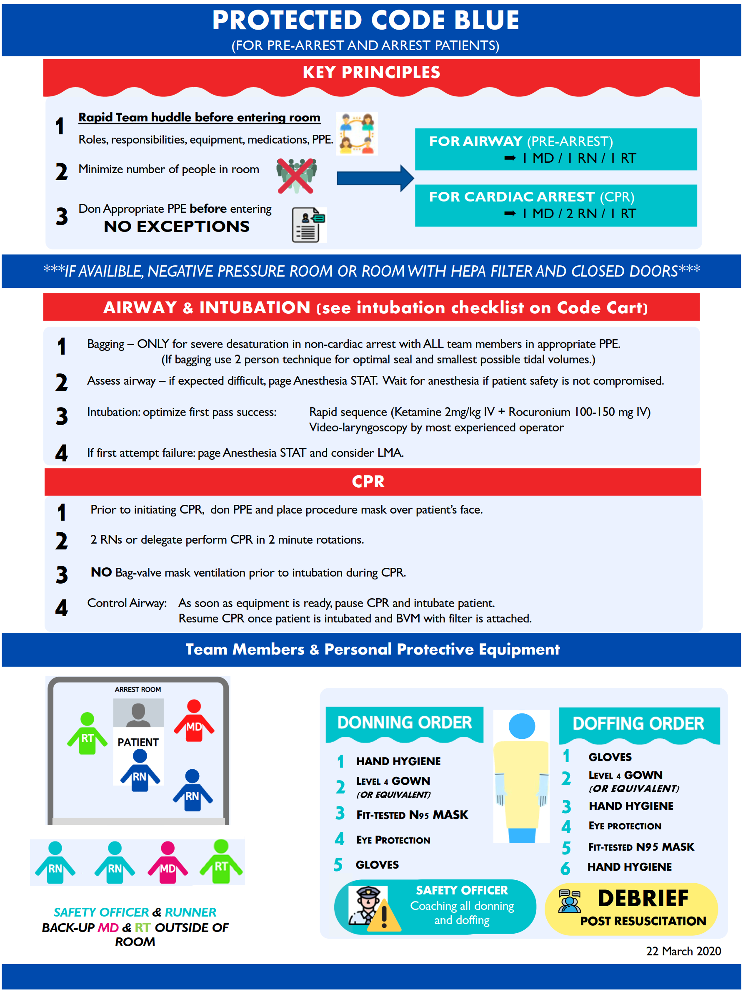 PROTECTED CODE BLUE
(FOR PRE-ARREST AND ARREST PATIENTS)
KEY PRINCIPLES
1 Rapid Team huddle before entering room
Roles, responsibilities, equipment, medications, PPE.
2 Minimize number of people in room
3 Don Appropriate PPE before entering
NO EXCEPTIONS
FOR AIRWAY (PRE-ARREST)
➡ 1 MD / 1 RN / 1 RT
FOR CARDIAC ARREST (CPR)
➡ 1 MD / 2 RN / 1 RT
***IF AVAILIBLE, NEGATIVE PRESSURE ROOM OR ROOM WITH HEPA FILTER AND CLOSED DOORS***
AIRWAY & INTUBATION (see intubation checklist on Code Cart)
1 Bagging – ONLY for severe desaturation in non-cardiac arrest with ALL team members in appropriate PPE.
(If bagging use 2 person technique for optimal seal and smallest possible tidal volumes.)
2 Assess airway – if expected difficult, page Anesthesia STAT. Wait for anesthesia if patient safety is not compromised.
3 Intubation: optimize first pass success: Rapid sequence (Ketamine 2mg/kg IV + Rocuronium 100-150 mg IV)
Video-laryngoscopy by most experienced operator
4 If first attempt failure: page Anesthesia STAT and consider LMA.
CPR
1 Prior to initiating CPR, don PPE and place procedure mask over patient's face.
2 2 RNs or delegate perform CPR in 2 minute rotations.
3 NO Bag-valve mask ventilation prior to intubation during CPR.
4 Control Airway: As soon as equipment is ready, pause CPR and intubate patient.
Resume CPR once patient is intubated and BVM with filter is attached.
Team Members & Personal Protective Equipment
ARREST ROOM
MD
RT
PATIENT
RN
RN
RN
RN
MD
RT
SAFETY OFFICER & RUNNER
BACK-UP MD & RT OUTSIDE OF
ROOM
DONNING ORDER
1 HAND HYGIENE
2 LEVEL 4 GOWN
(OR EQUIVALENT)
3 FIT-TESTED N95 MASK
4 EYE PROTECTION
5 GLOVES
DOFFING ORDER
1 GLOVES
2 LEVEL 4 GOWN
(OR EQUIVALENT)
3 HAND HYGIENE
4 EYE PROTECTION
5 FIT-TESTED N95 MASK
6 HAND HYGIENE
SAFETY OFFICER
Coaching all donning
and doffing
DEBRIEF
POST RESUSCITATION
22 March 2020